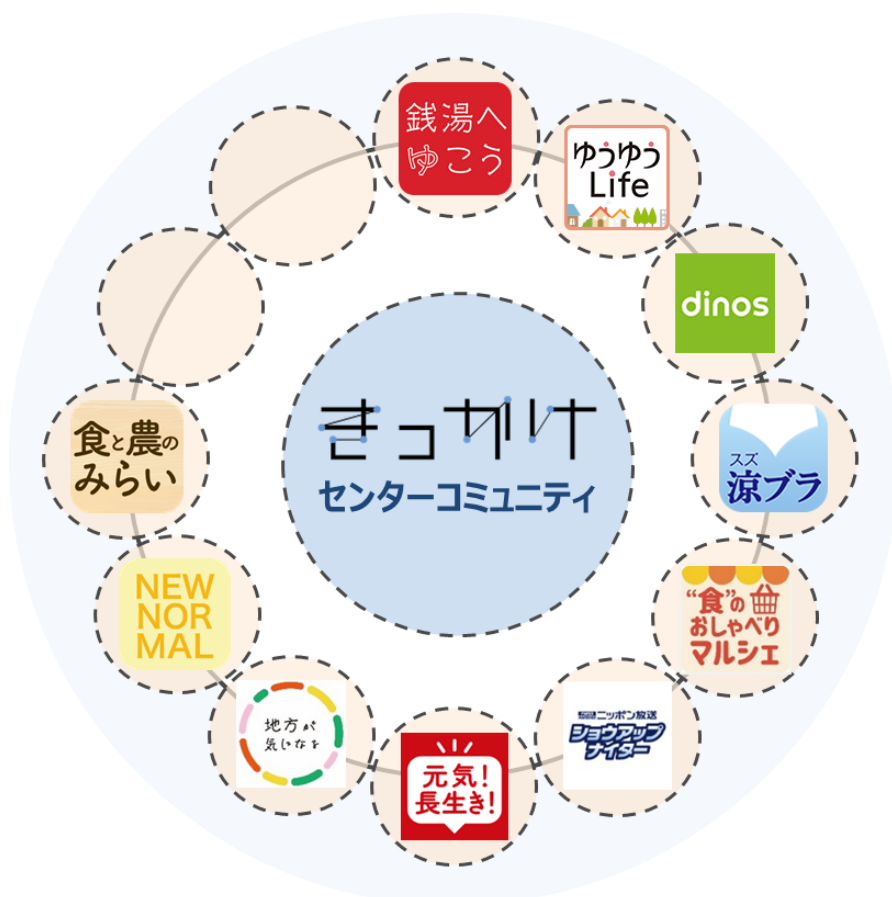 銭湯へ
ゆこう
ゆうゆう
Life
dinos
スズ
涼ブラ
“食”の
おしゃべり
マルシェ
ニッポン放送
ショウアップ
ナイター
元気!
長生き!
地方が
気になる
NEW
NOR
MAL
食と農の
みらい
きっかけ
センターコミュニティ